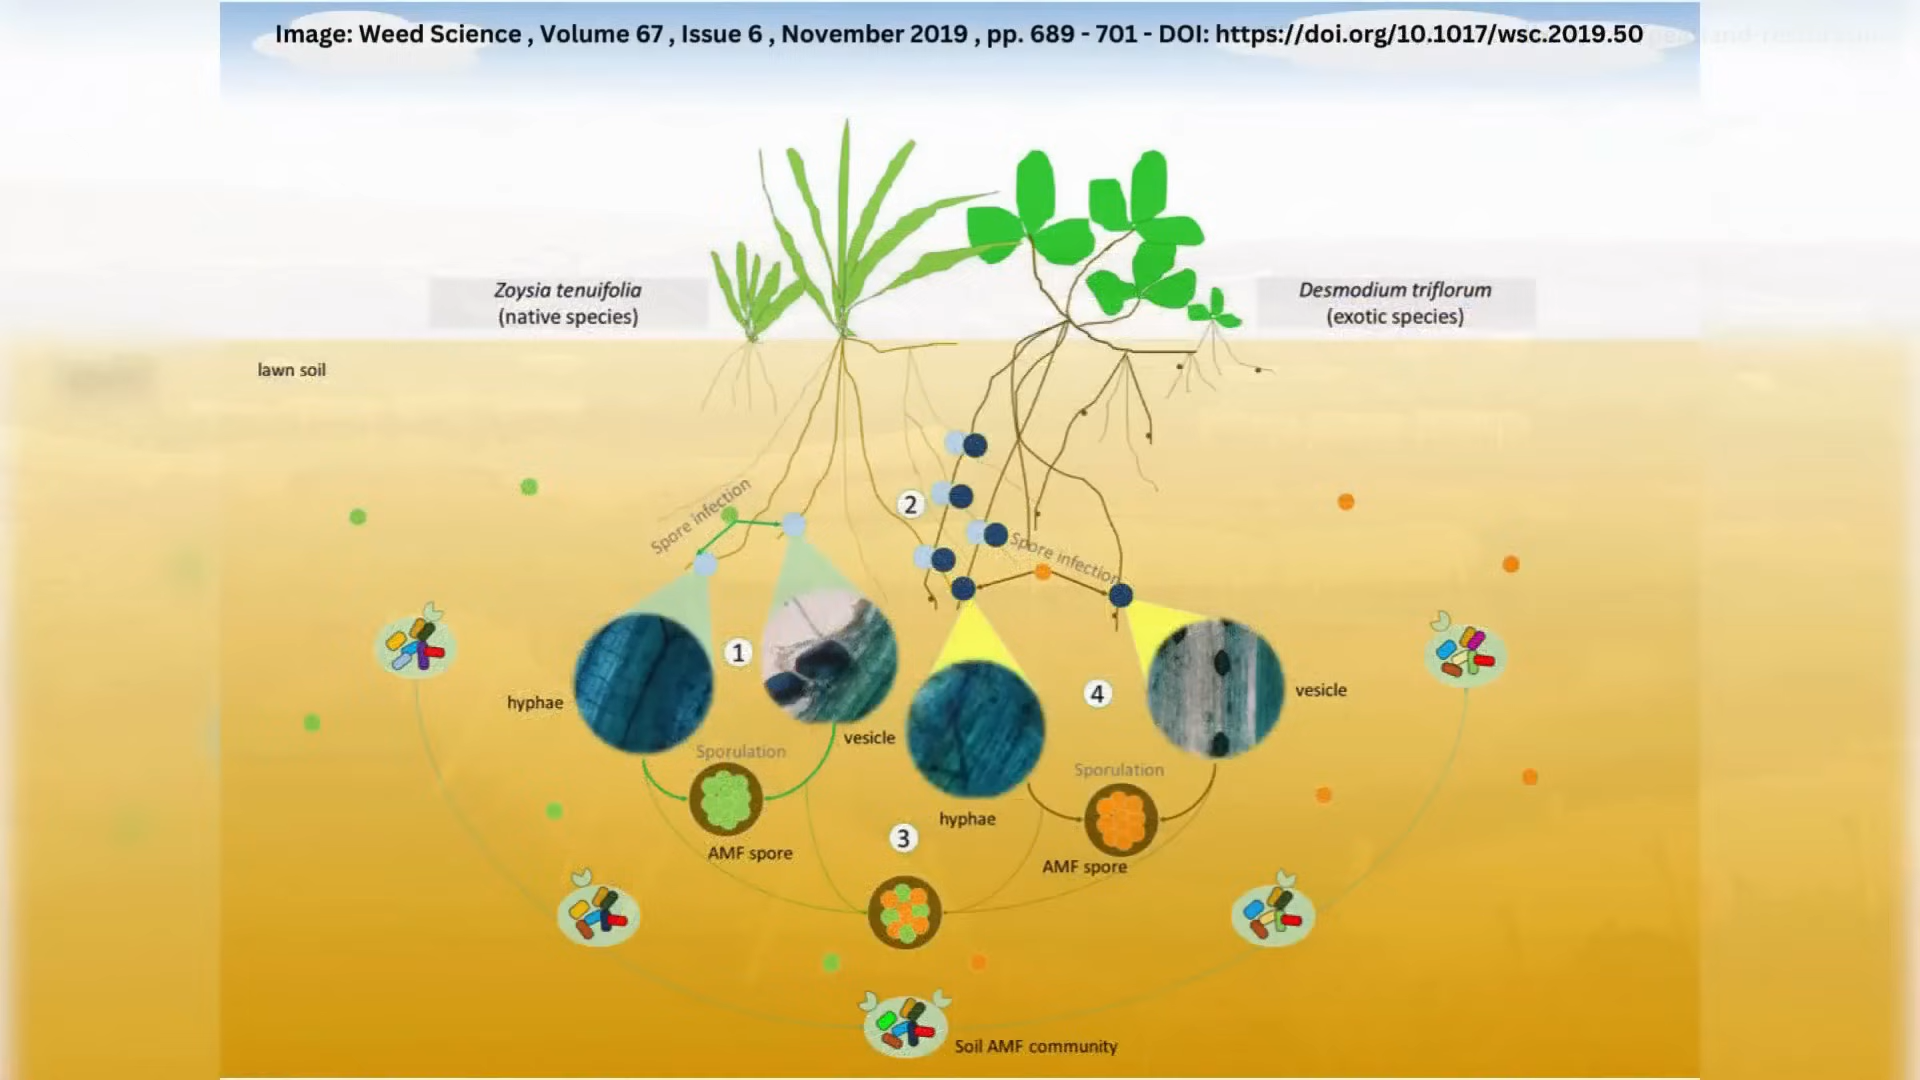 Image: Weed Science , Volume 67 , Issue 6 , November 2019 , pp. 689 - 701 - DOI: https://doi.org/10.1017/wsc.2019.50
Zoysia tenuifolia
(native species)
Desmodium triflorum
(exotic species)
lawn soil
Spore infection
2
Spore infection
1
hyphae
vesicle
4
vesicle
Sporulation
Sporulation
hyphae
3
AMF spore
AMF spore
Soil AMF community